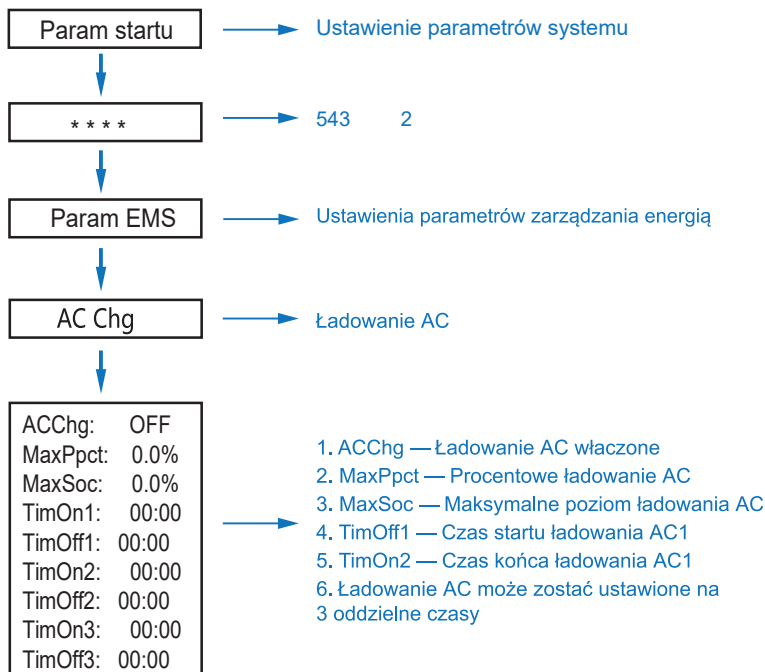 Param startu
Ustawienie parametrów systemu
* * * *
543 2
Param EMS
Ustawienia parametrów zarządzania energią
AC Chg
Ładowanie AC
ACChg: OFF
MaxPpct: 0.0%
MaxSoc: 0.0%
TimOn1: 00:00
TimOff1: 00:00
TimOn2: 00:00
TimOff2: 00:00
TimOn3: 00:00
TimOff3: 00:00
1. ACChg — Ładowanie AC właczone
2. MaxPpct — Procentowe ładowanie AC
3. MaxSoc — Maksymalne poziom ładowania AC
4. TimOff1 — Czas startu ładowania AC1
5. TimOn2 — Czas końca ładowania AC1
6. Ładowanie AC może zostać ustawione na
3 oddzielne czasy